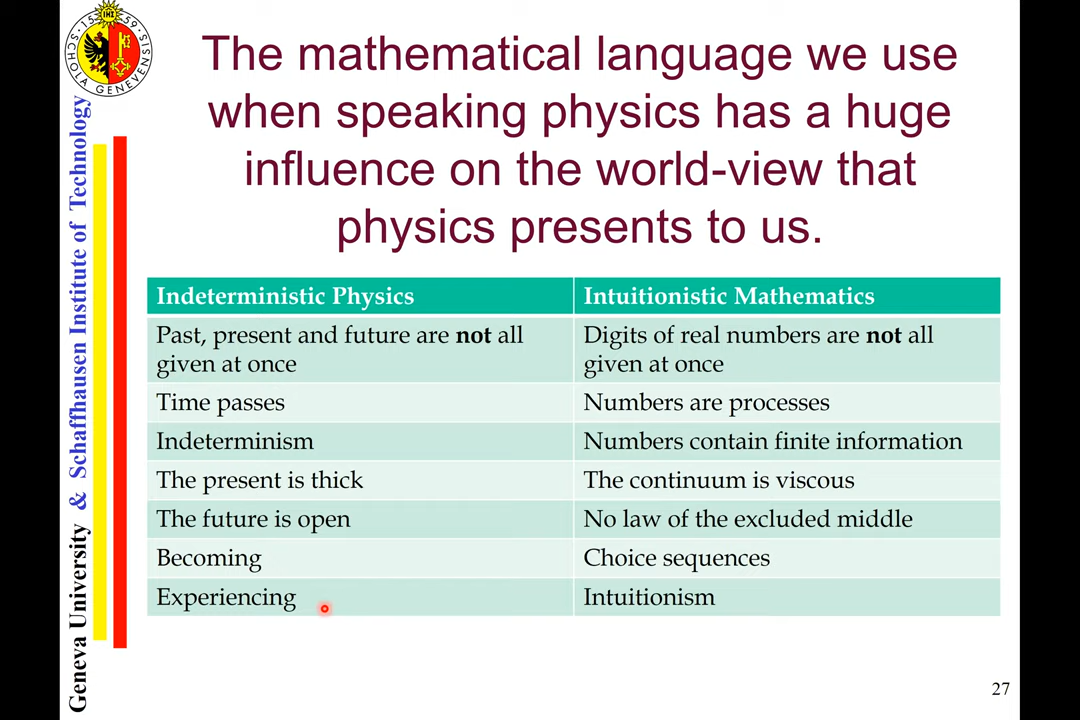 SCHOLA GENEVENSIS
1559
IHS
Geneva University & Schaffhausen Institute of Technology
The mathematical language we use
when speaking physics has a huge
influence on the world-view that
physics presents to us.
Indeterministic Physics
Intuitionistic Mathematics
Past, present and future are not all
given at once
Digits of real numbers are not all
given at once
Time passes
Numbers are processes
Indeterminism
Numbers contain finite information
The present is thick
The continuum is viscous
The future is open
No law of the excluded middle
Becoming
Choice sequences
Experiencing
Intuitionism
27